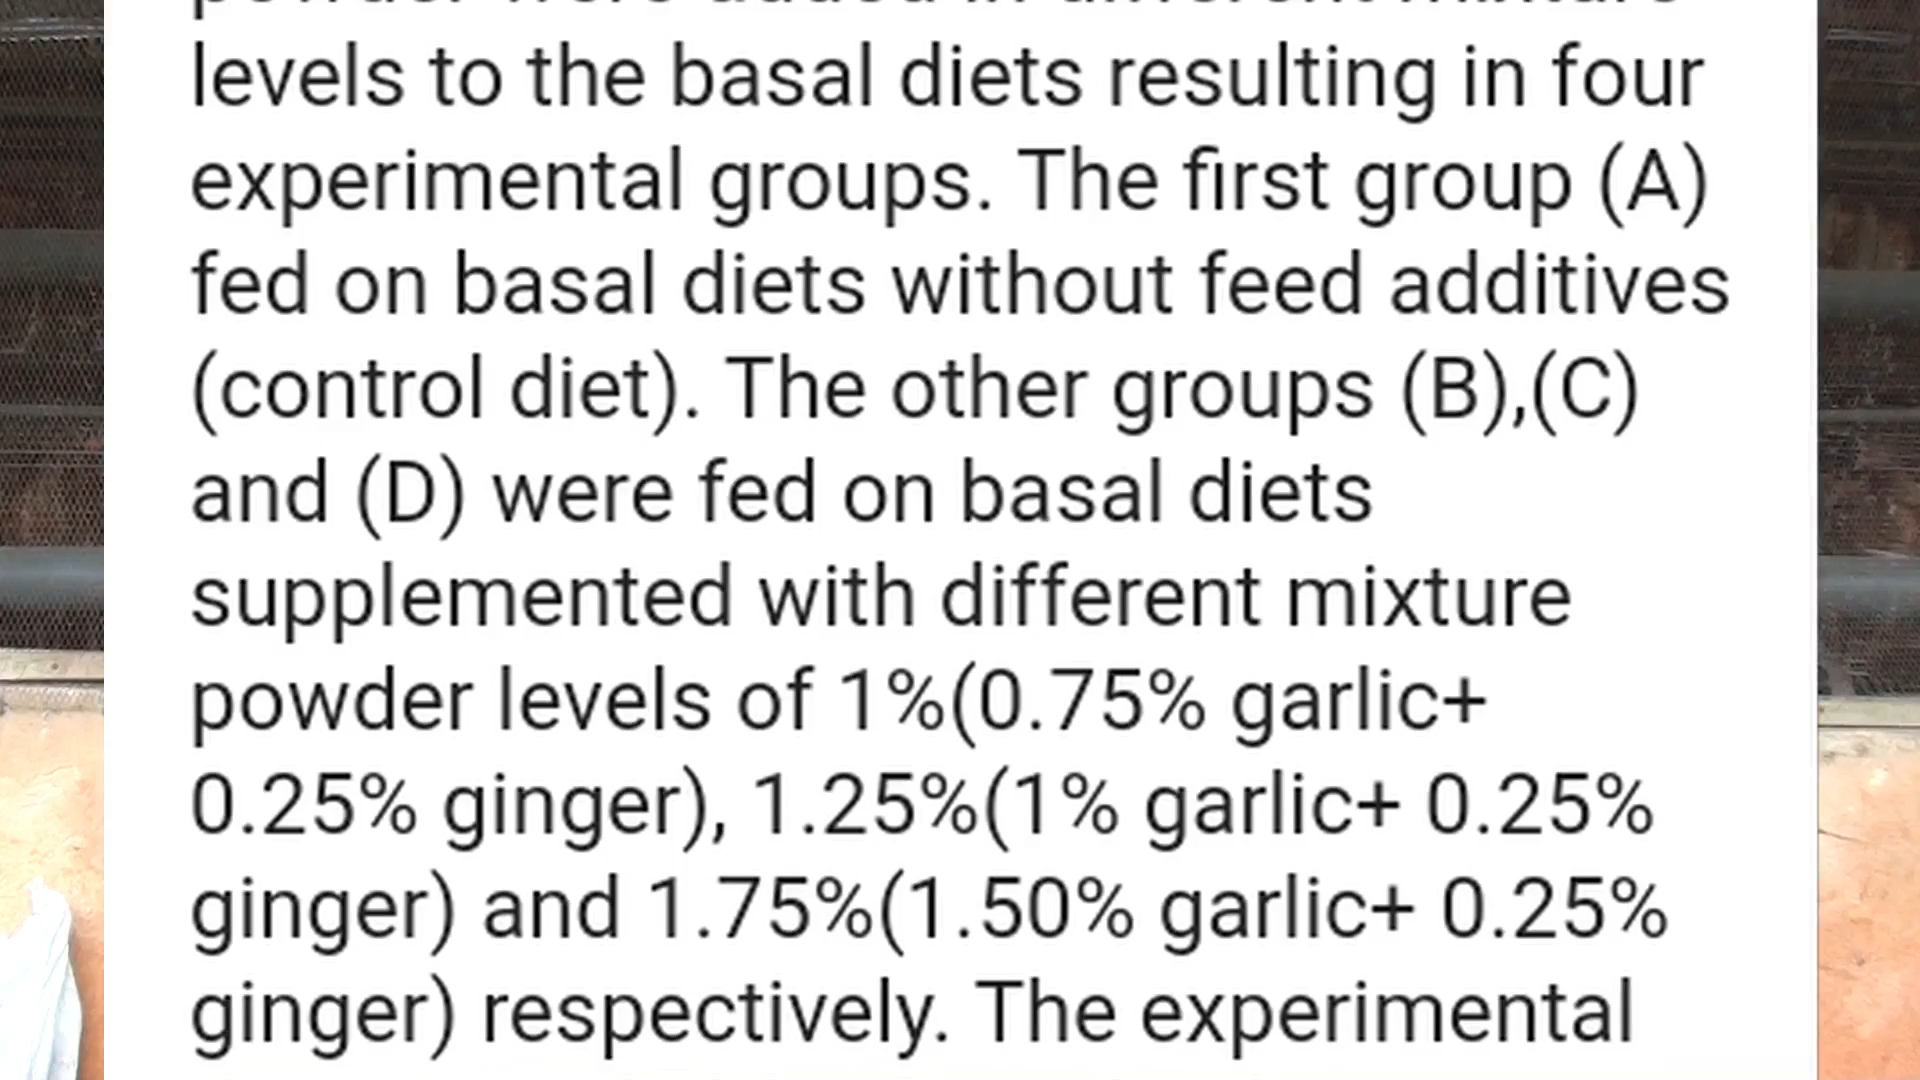 levels to the basal diets resulting in four
experimental groups. The first group (A)
fed on basal diets without feed additives
(control diet). The other groups (B),(C)
and (D) were fed on basal diets
supplemented with different mixture
powder levels of 1%(0.75% garlic+
0.25% ginger), 1.25%(1% garlic+ 0.25%
ginger) and 1.75%(1.50% garlic+ 0.25%
ginger) respectively. The experimental